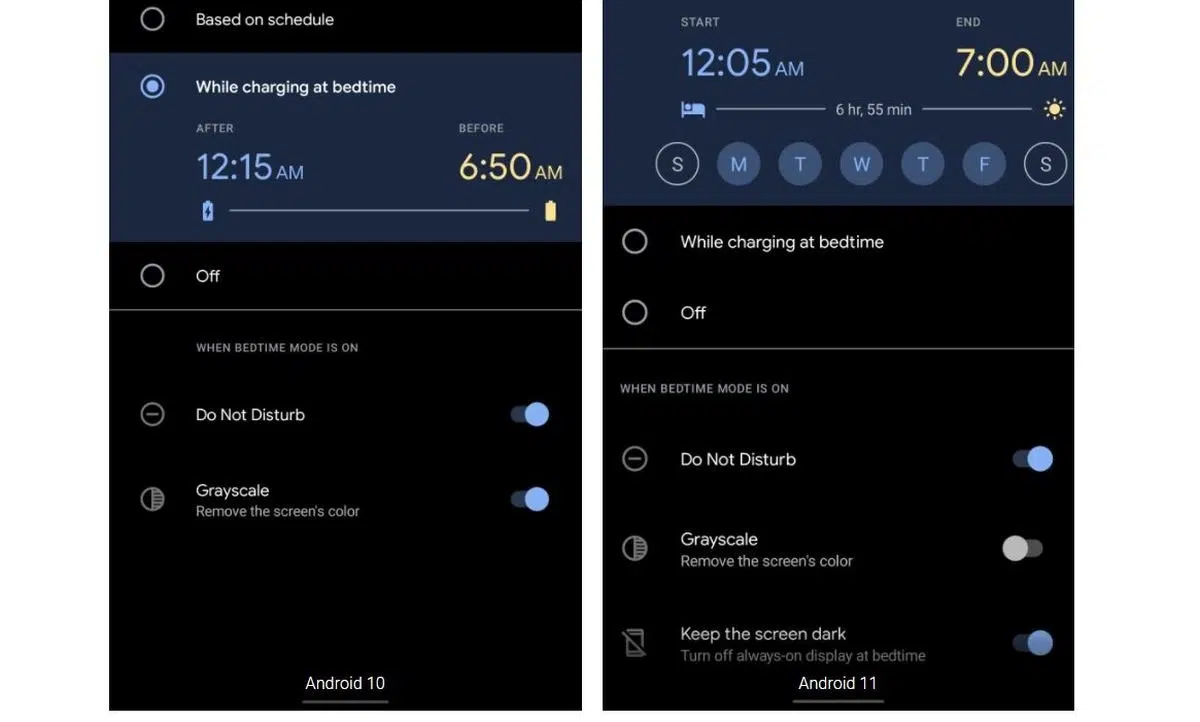 Based on schedule
While charging at bedtime
AFTER BEFORE
12:15 AM 6:50 AM
Off
WHEN BEDTIME MODE IS ON
Do Not Disturb
Grayscale
Remove the screen's color
Android 10
START END
12:05 AM 7:00 AM
6 hr, 55 min
S M T W T F S
While charging at bedtime
Off
WHEN BEDTIME MODE IS ON
Do Not Disturb
Grayscale
Remove the screen's color
Keep the screen dark
Turn off always-on display at bedtime
Android 11